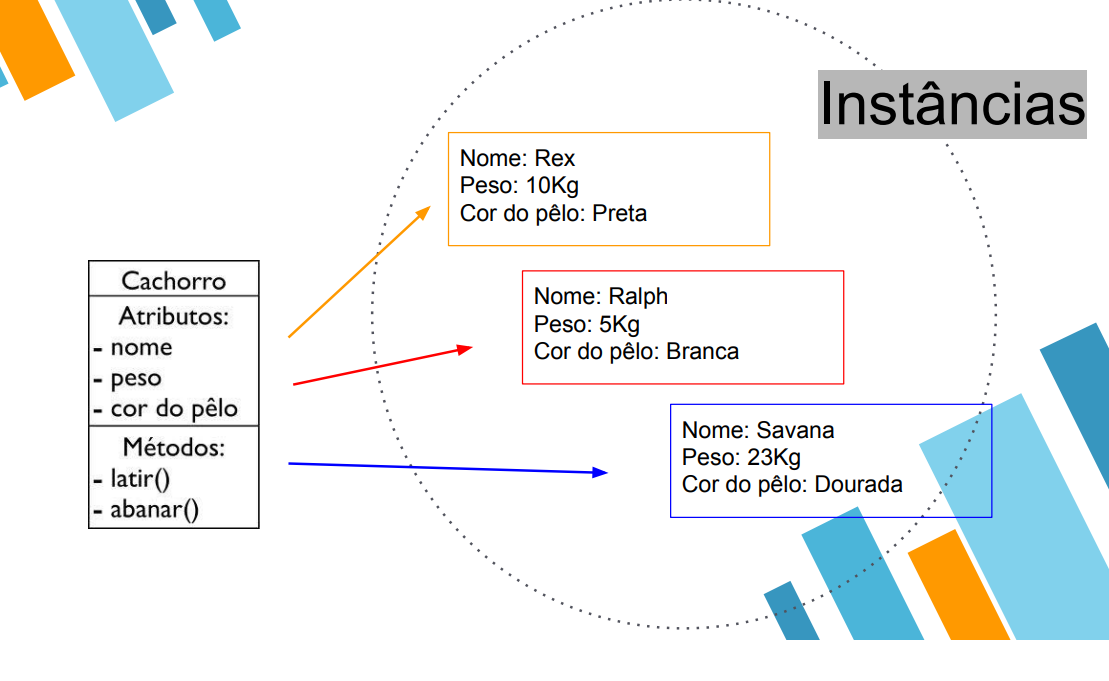 Instâncias
Nome: Rex
Peso: 10Kg
Cor do pêlo: Preta
Cachorro
Atributos:
- nome
- peso
- cor do pêlo
Métodos:
- latir()
- abanar()
Nome: Ralph
Peso: 5Kg
Cor do pêlo: Branca
Nome: Savana
Peso: 23Kg
Cor do pêlo: Dourada